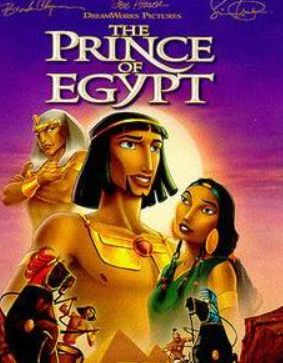 DREAMWORKS PICTURES
THE
PRINCE
OF
EGYPT